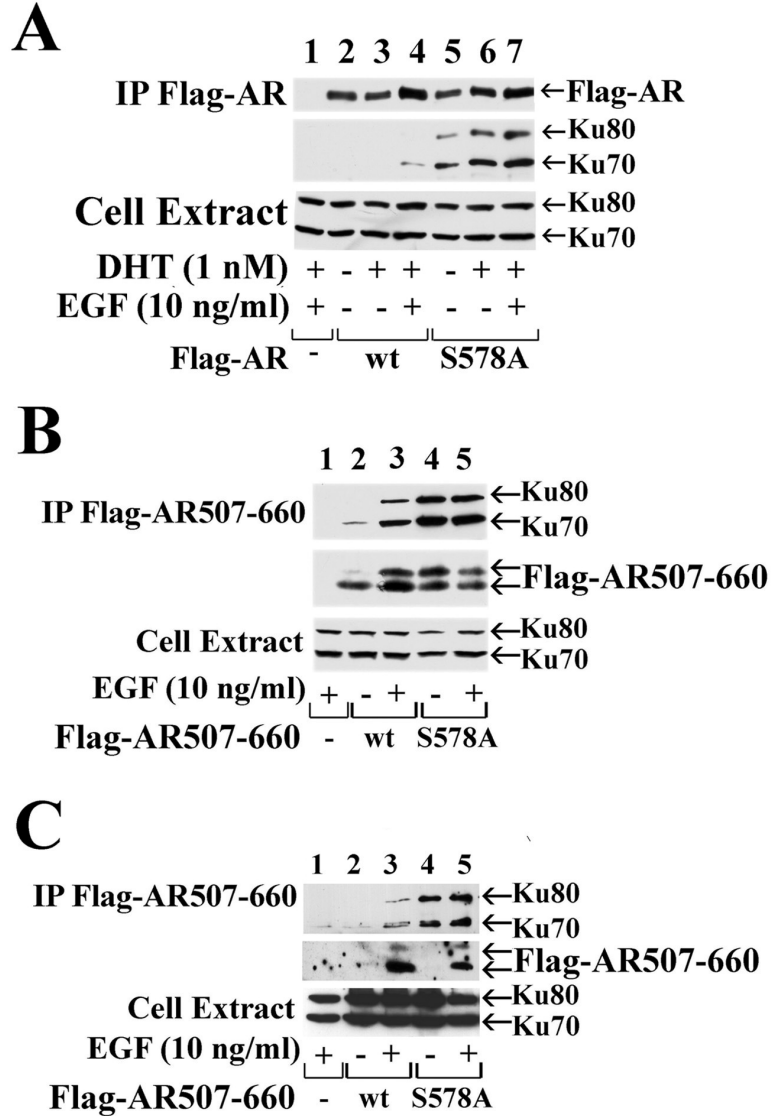 A
1 2 3 4 5 6 7
IP Flag-AR ←Flag-AR
←Ku80
←Ku70
Cell Extract ←Ku80
←Ku70
DHT (1 nM) + - + + - + +
EGF (10 ng/ml) + - - + - - +
Flag-AR - wt S578A
B
1 2 3 4 5
IP Flag-AR507-660 ←Ku80
←Ku70
Flag-AR507-660
Cell Extract ←Ku80
←Ku70
EGF (10 ng/ml) + - + - +
Flag-AR507-660 - wt S578A
C
1 2 3 4 5
IP Flag-AR507-660 ←Ku80
←Ku70
Flag-AR507-660
Cell Extract ←Ku80
←Ku70
EGF (10 ng/ml) + - + - +
Flag-AR507-660 - wt S578A